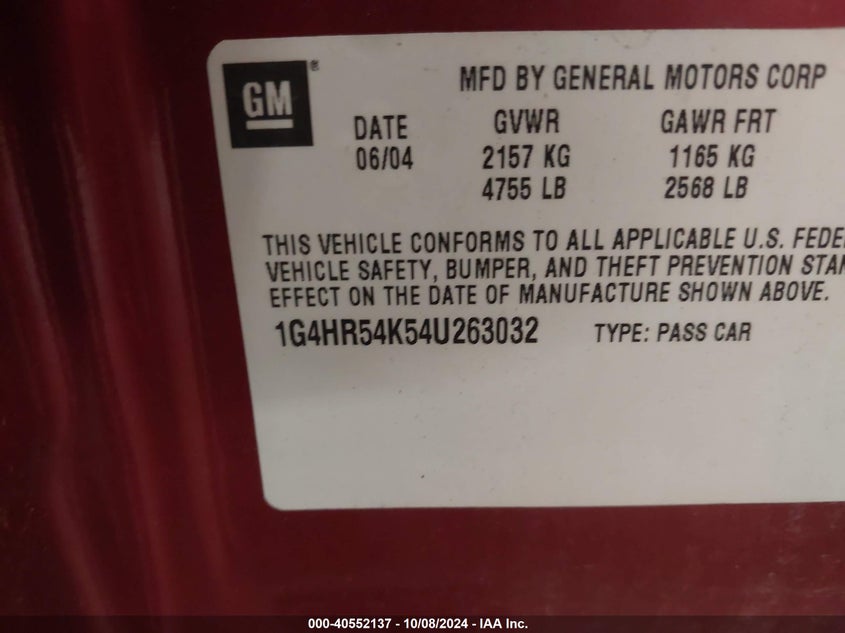 GM®
MFD BY GENERAL MOTORS CORP
DATE GVWR GAWR FRT
06/04 2157 KG 1165 KG
4755 LB 2568 LB
THIS VEHICLE CONFORMS TO ALL APPLICABLE U.S. FEDE
VEHICLE SAFETY, BUMPER, AND THEFT PREVENTION STAN
EFFECT ON THE DATE OF MANUFACTURE SHOWN ABOVE.
1G4HR54K54U263032 TYPE: PASS CAR
000-40552137 - 10/08/2024 - IAA Inc.